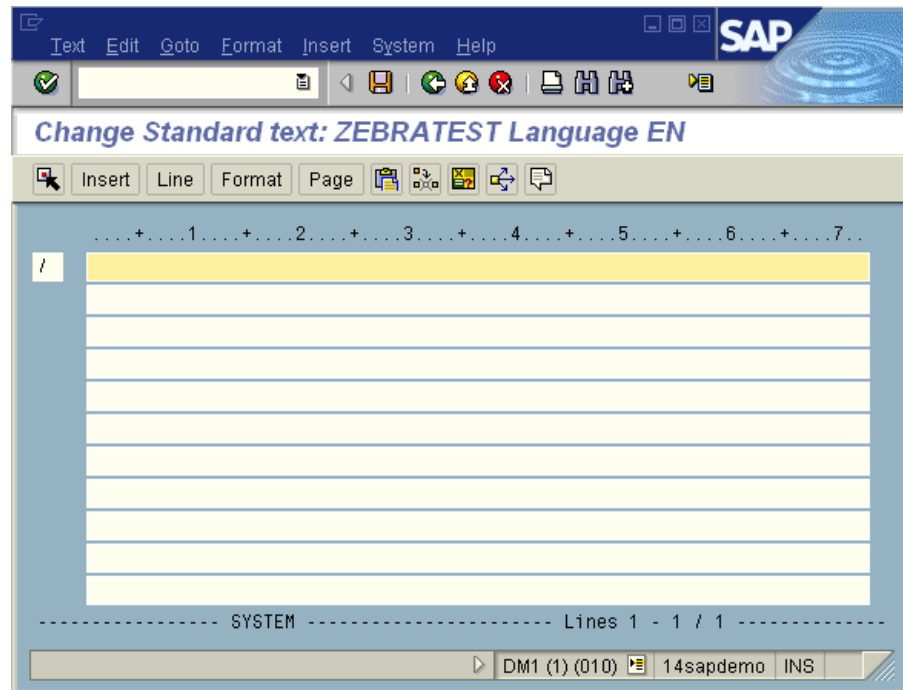 SAP
Text Edit Goto Format Insert System Help
Change Standard text: ZEBRATEST Language EN
Insert Line Format Page
....+....1....+....2....+....3....+....4....+....5....+....6....+....7..
/
----------------- SYSTEM ----------------------- Lines 1 - 1 / 1 --------------
DM1 (1) (010) 14sapdemo INS